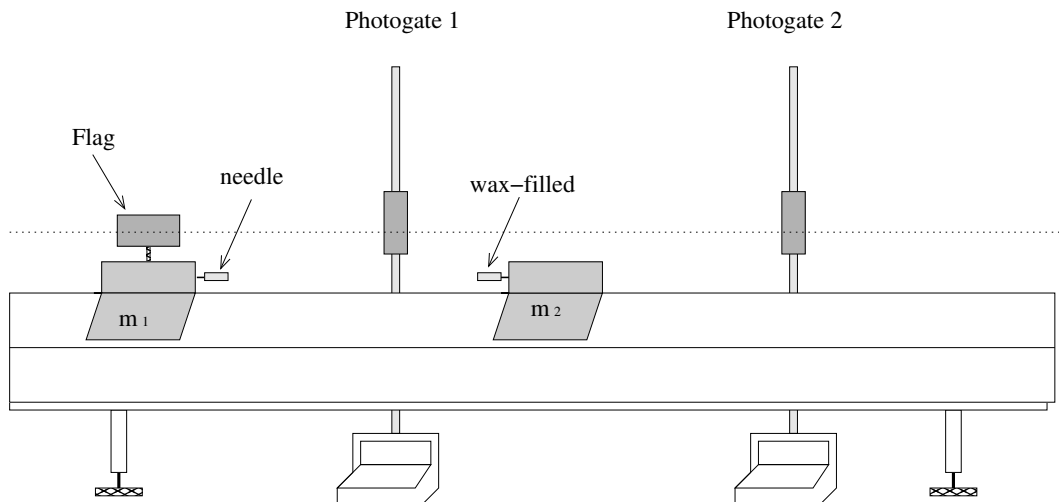 Photogate 1
Photogate 2
Flag
needle
wax−filled
m 1
m 2